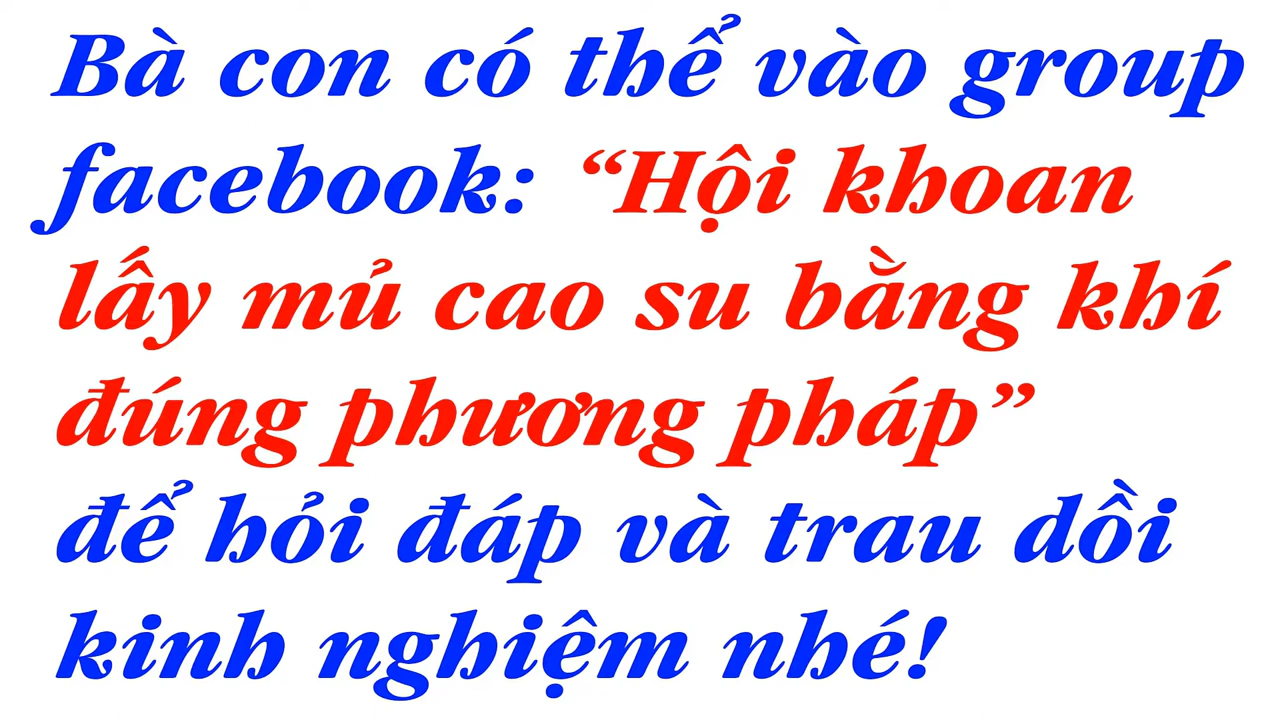 Bà con có thể vào group
facebook: “Hội khoan
lấy mủ cao su bằng khí
đúng phương pháp”
để hỏi đáp và trau dồi
kinh nghiệm nhé!